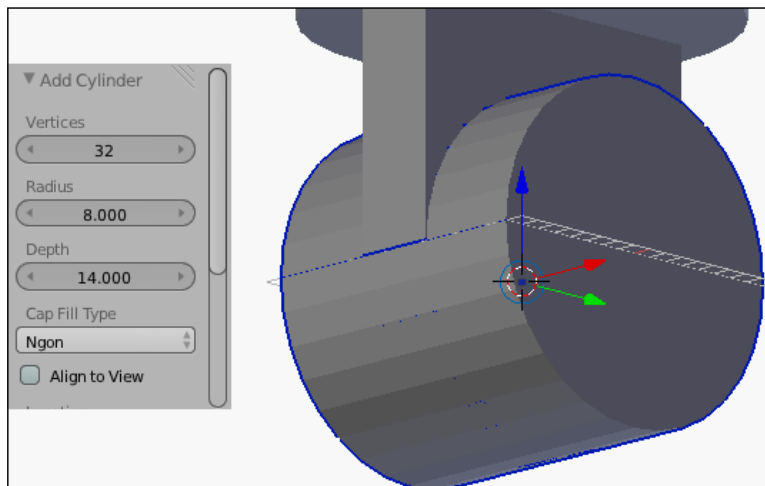 Add Cylinder
Vertices
32
Radius
8.000
Depth
14.000
Cap Fill Type
Ngon
Align to View